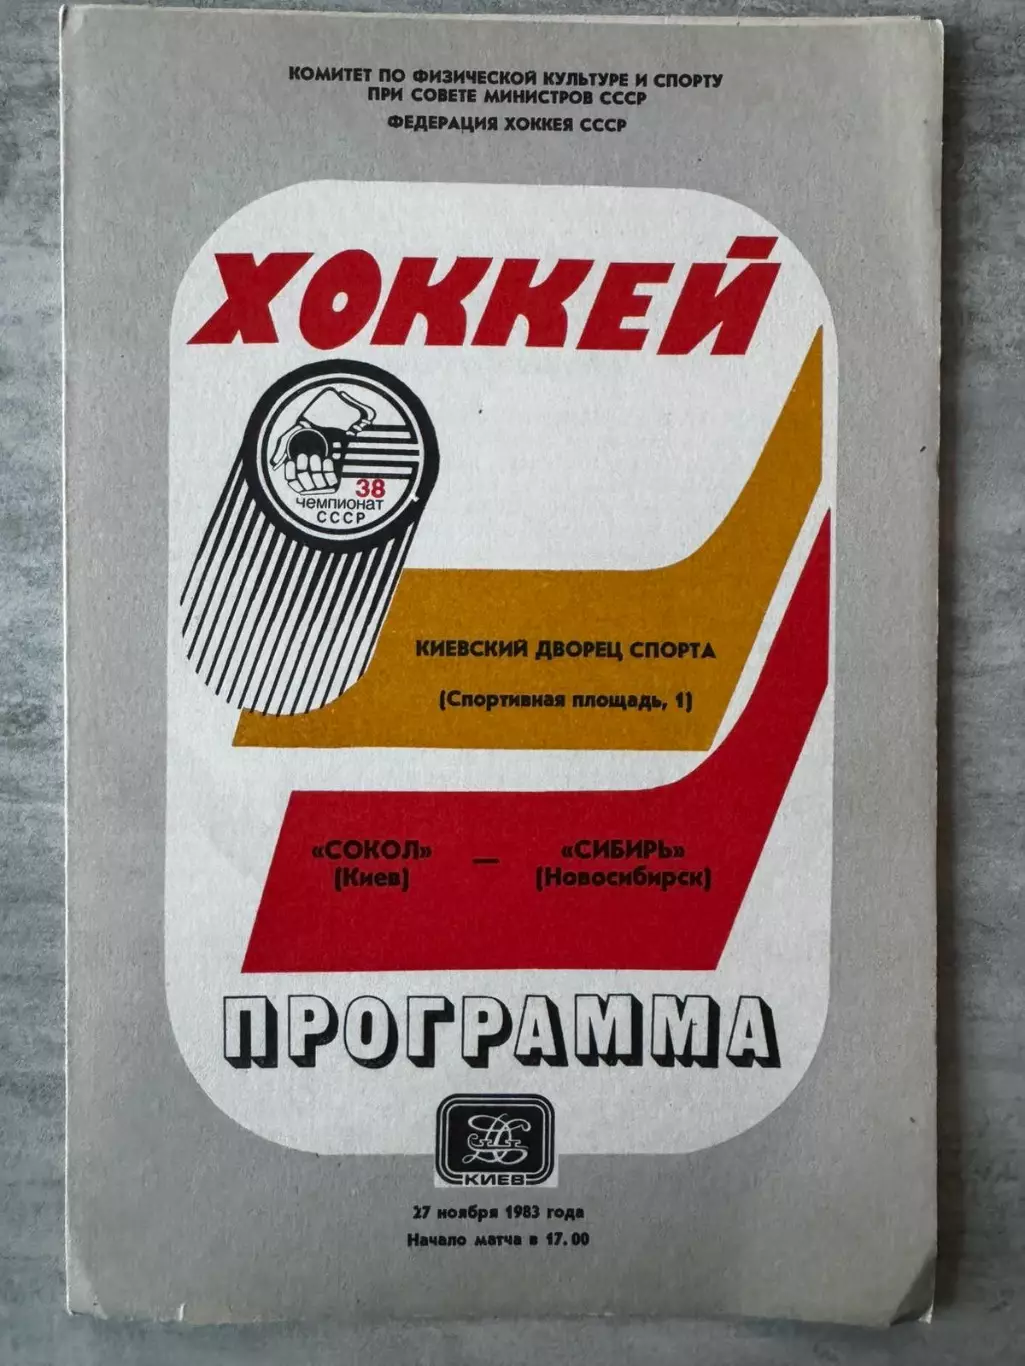 КОМИТЕТ ПО ФИЗИЧЕСКОЙ КУЛЬТУРЕ И СПОРТУ
ПРИ СОВЕТЕ МИНИСТРОВ СССР
ФЕДЕРАЦИЯ ХОККЕЯ СССР
ХОККЕЙ
38
ЧЕМПИОНАТ
СССР
КИЕВСКИЙ ДВОРЕЦ СПОРТА
(Спортивная площадь, 1)
«СОКОЛ» — «СИБИРЬ»
(Киев) (Новосибирск)
ПРОГРАММА
КИЕВ
27 ноября 1983 года
Начало матча в 17.00